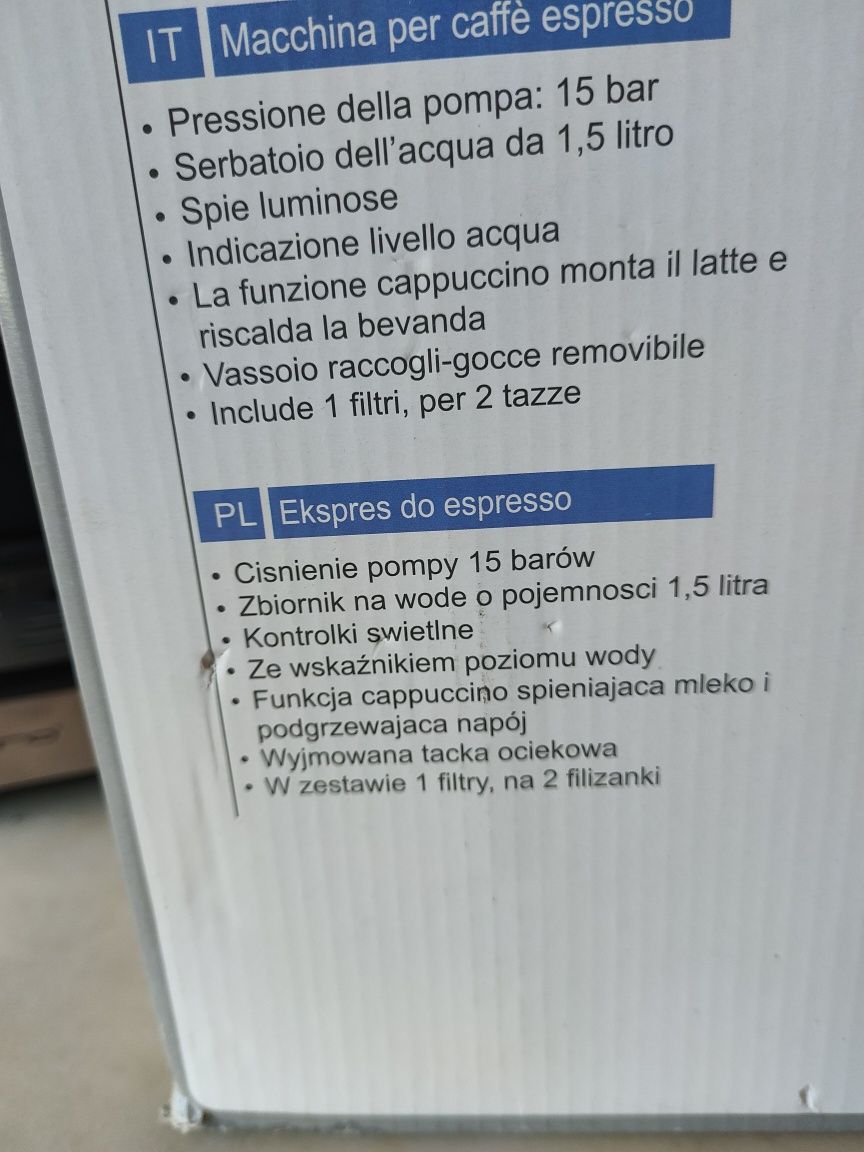 IT Macchina per caffè espresso
• Pressione della pompa: 15 bar
• Serbatoio dell'acqua da 1,5 litro
• Spie luminose
• Indicazione livello acqua
• La funzione cappuccino monta il latte e
riscalda la bevanda
• Vassoio raccogli-gocce removibile
• Include 1 filtri, per 2 tazze
PL Ekspres do espresso
• Cisnienie pompy 15 barów
• Zbiornik na wode o pojemnosci 1,5 litra
• Kontrolki swietlne
• Ze wskaźnikiem poziomu wody
• Funkcja cappuccino spieniajaca mleko i
podgrzewajaca napój
• Wyjmowana tacka ociekowa
• W zestawie 1 filtry, na 2 filizanki